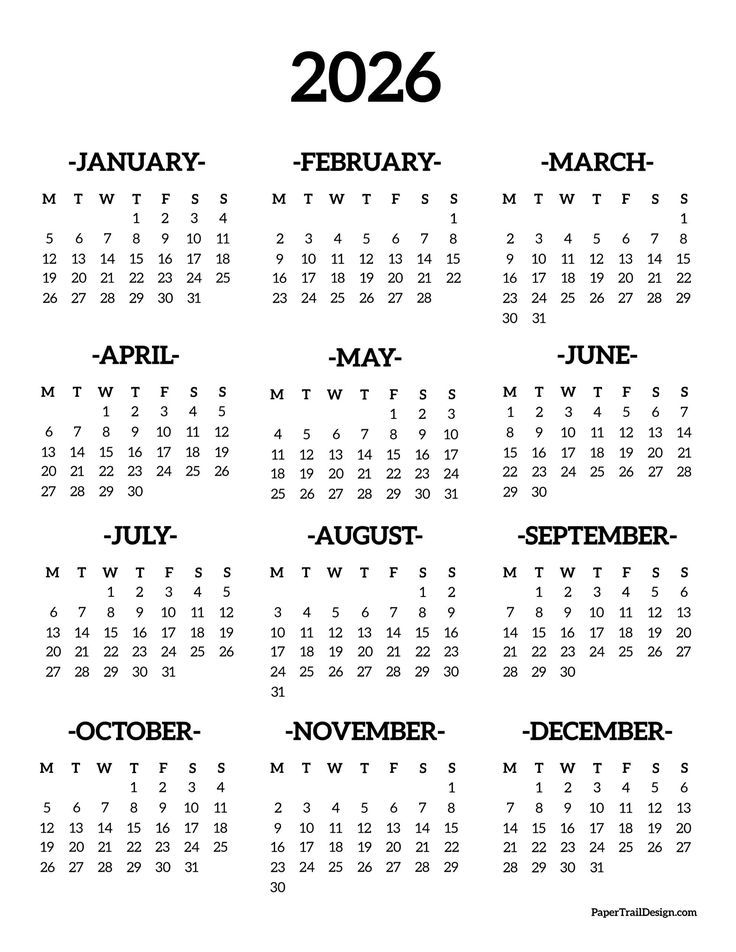 2026
-JANUARY- -FEBRUARY- -MARCH-
M T W T F S S M T W T F S S M T W T F S S
1 2 3 4 1 1
5 6 7 8 9 10 11 2 3 4 5 6 7 8 2 3 4 5 6 7 8
12 13 14 15 16 17 18 9 10 11 12 13 14 15 9 10 11 12 13 14 15
19 20 21 22 23 24 25 16 17 18 19 20 21 22 16 17 18 19 20 21 22
26 27 28 29 30 31 23 24 25 26 27 28 23 24 25 26 27 28 29
30 31
-APRIL- -MAY- -JUNE-
M T W T F S S M T W T F S S M T W T F S S
1 2 3 4 5 1 2 3 1 2 3 4 5 6 7
6 7 8 9 10 11 12 4 5 6 7 8 9 10 8 9 10 11 12 13 14
13 14 15 16 17 18 19 11 12 13 14 15 16 17 15 16 17 18 19 20 21
20 21 22 23 24 25 26 18 19 20 21 22 23 24 22 23 24 25 26 27 28
27 28 29 30 25 26 27 28 29 30 31 29 30
-JULY- -AUGUST- -SEPTEMBER-
M T W T F S S M T W T F S S M T W T F S S
1 2 3 4 5 1 2 1 2 3 4 5 6
6 7 8 9 10 11 12 3 4 5 6 7 8 9 7 8 9 10 11 12 13
13 14 15 16 17 18 19 10 11 12 13 14 15 16 14 15 16 17 18 19 20
20 21 22 23 24 25 26 17 18 19 20 21 22 23 21 22 23 24 25 26 27
27 28 29 30 31 24 25 26 27 28 29 30 28 29 30
31
-OCTOBER- -NOVEMBER- -DECEMBER-
M T W T F S S M T W T F S S M T W T F S S
1 2 3 4 1 1 2 3 4 5 6
5 6 7 8 9 10 11 2 3 4 5 6 7 8 7 8 9 10 11 12 13
12 13 14 15 16 17 18 9 10 11 12 13 14 15 14 15 16 17 18 19 20
19 20 21 22 23 24 25 16 17 18 19 20 21 22 21 22 23 24 25 26 27
26 27 28 29 30 31 23 24 25 26 27 28 29 28 29 30 31
30
PaperTrailDesign.com